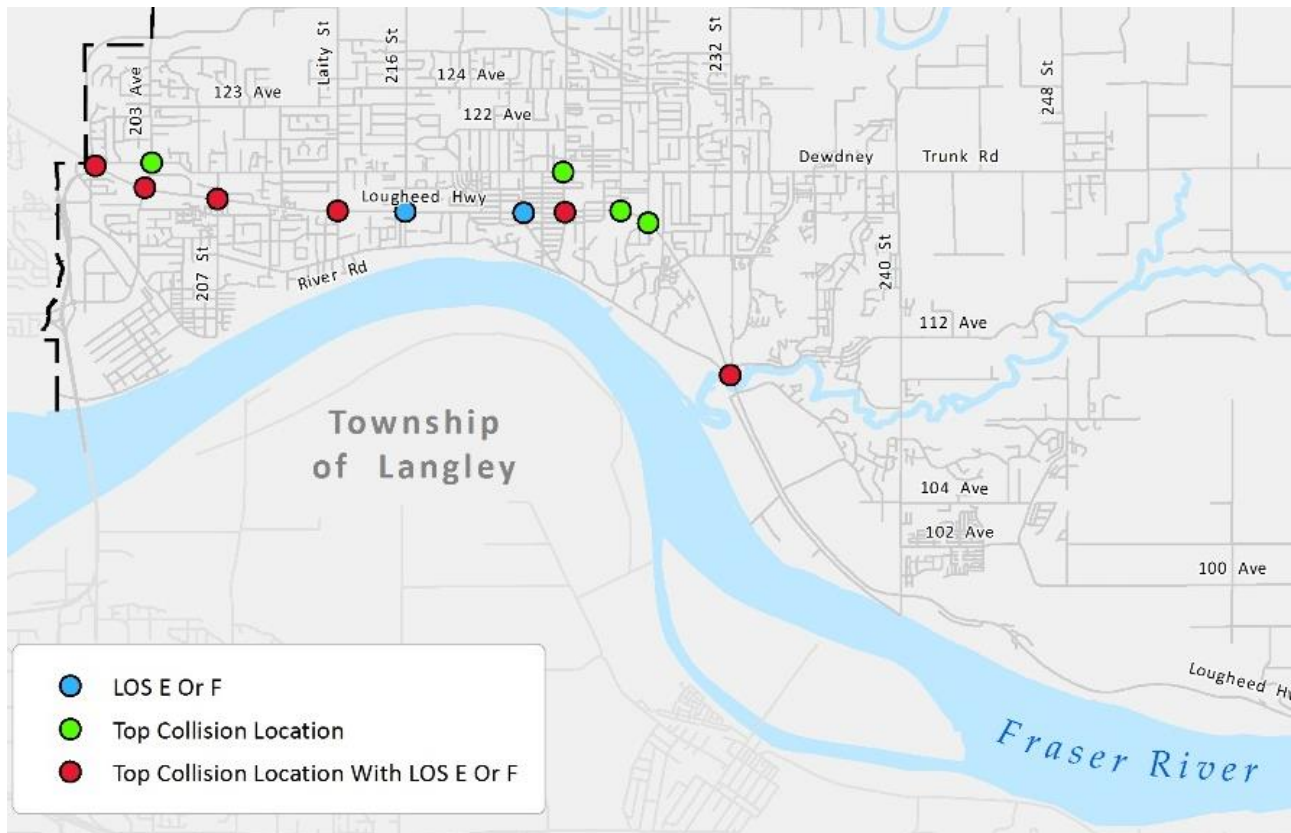 Laity St
216 St
232 St
248 St
203 Ave
123 Ave
124 Ave
122 Ave
Dewdney Trunk Rd
Lougheed Hwy
207 St
River Rd
240 St
112 Ave
Township
of Langley
104 Ave
102 Ave
100 Ave
Lougheed Hw
Fraser River
LOS E Or F
Top Collision Location
Top Collision Location With LOS E Or F